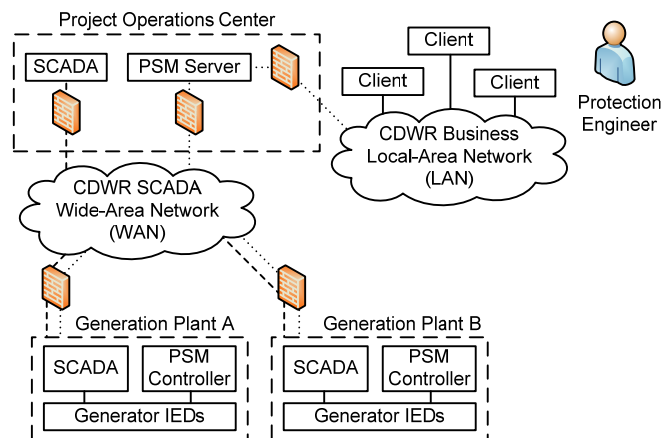 Project Operations Center
SCADA
PSM Server
Client
Client
Client
Protection
Engineer
CDWR Business
Local-Area Network
(LAN)
CDWR SCADA
Wide-Area Network
(WAN)
Generation Plant A
SCADA
PSM
Controller
Generator IEDs
Generation Plant B
SCADA
PSM
Controller
Generator IEDs